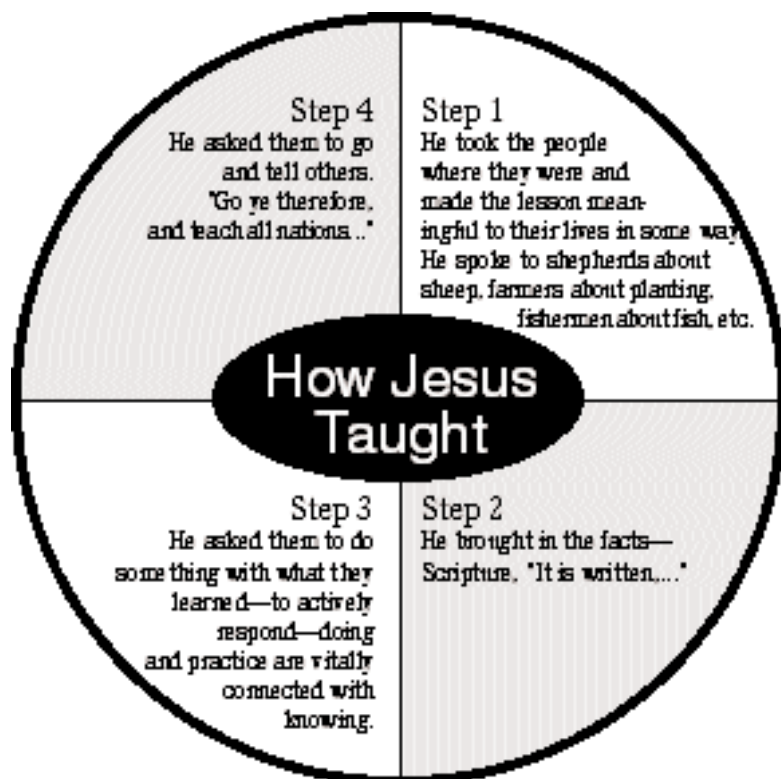 How Jesus
Taught
Step 1
He took the people
where they were and
made the lesson mean-
ingful to their lives in some way.
He spoke to shepherds about
sheep, farmers about planting,
fishermen about fish, etc.
Step 2
He brought in the facts—
Scripture, "It is written,..."
Step 3
He asked them to do
something with what they
learned—to actively
respond—doing
and practice are vitally
connected with
knowing.
Step 4
He asked them to go
and tell others.
"Go ye therefore,
and teach all nations..."